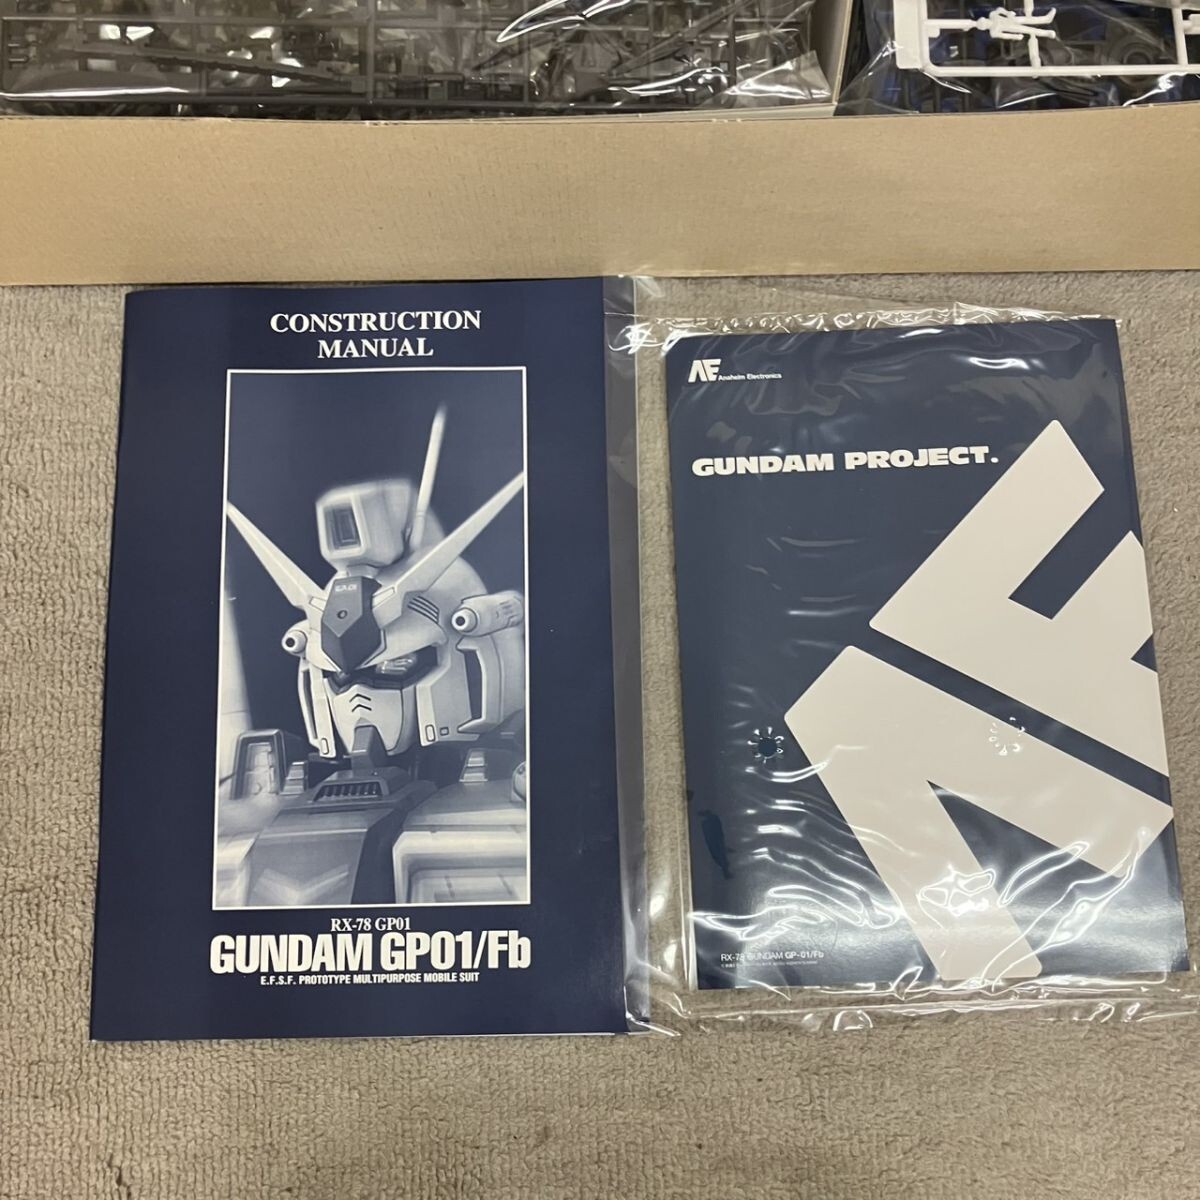 CONSTRUCTION
MANUAL
RX-78 GP01
GUNDAM GP01/Fb
E.F.S.F. PROTOTYPE MULTIPURPOSE MOBILE SUIT
AE Anaheim Electronics
GUNDAM PROJECT.
AE
RX-78 GUNDAM GP-01/Fb